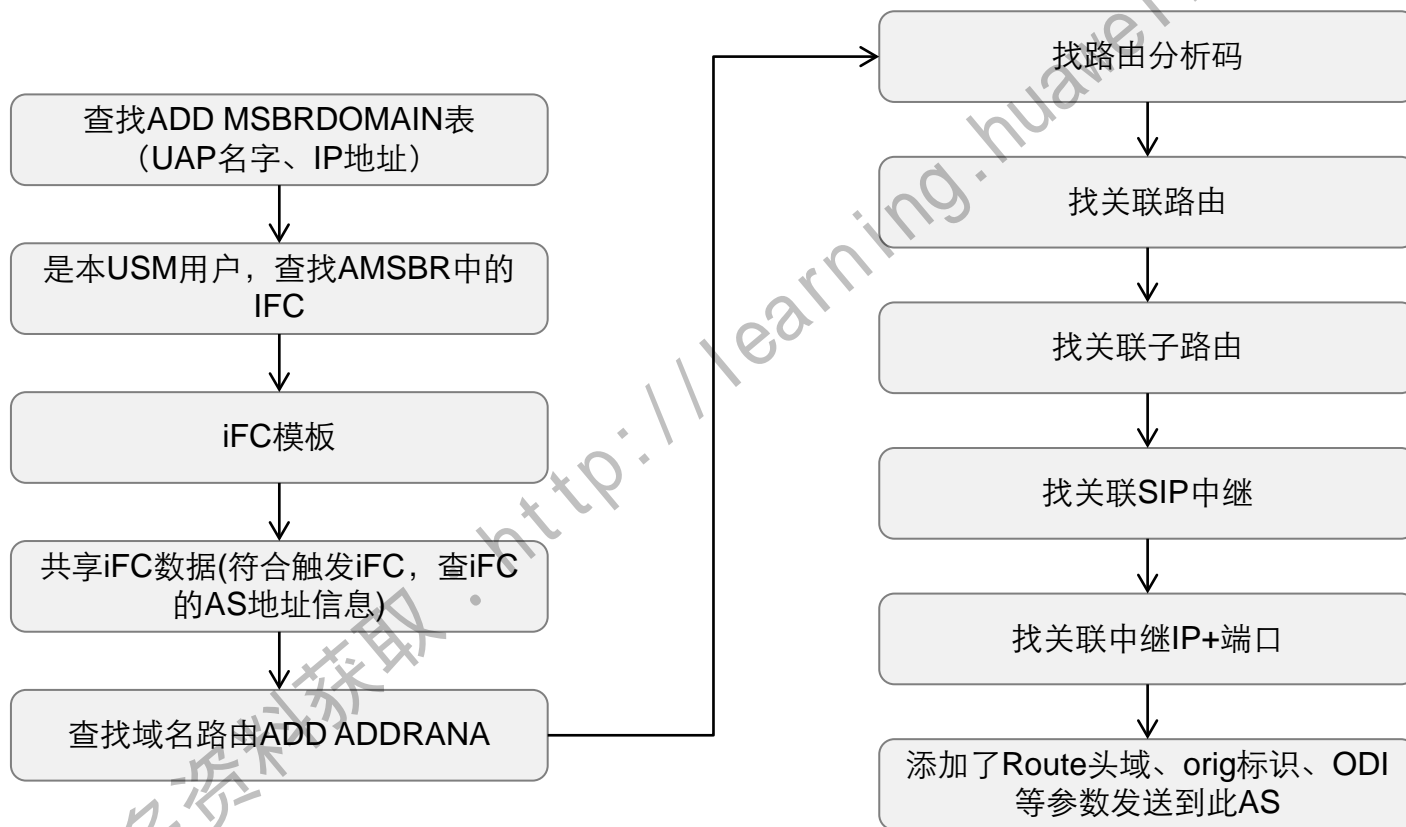 查找ADD MSBRDOMAIN表
（UAP名字、IP地址）
是本USM用户，查找AMSBR中的
IFC
iFC模板
共享iFC数据(符合触发iFC，查iFC
的AS地址信息)
查找域名路由ADD ADDRANA
找路由分析码
找关联路由
找关联子路由
找关联SIP中继
找关联中继IP+端口
添加了Route头域、orig标识、ODI
等参数发送到此AS
资料获取.http://learning.huawei